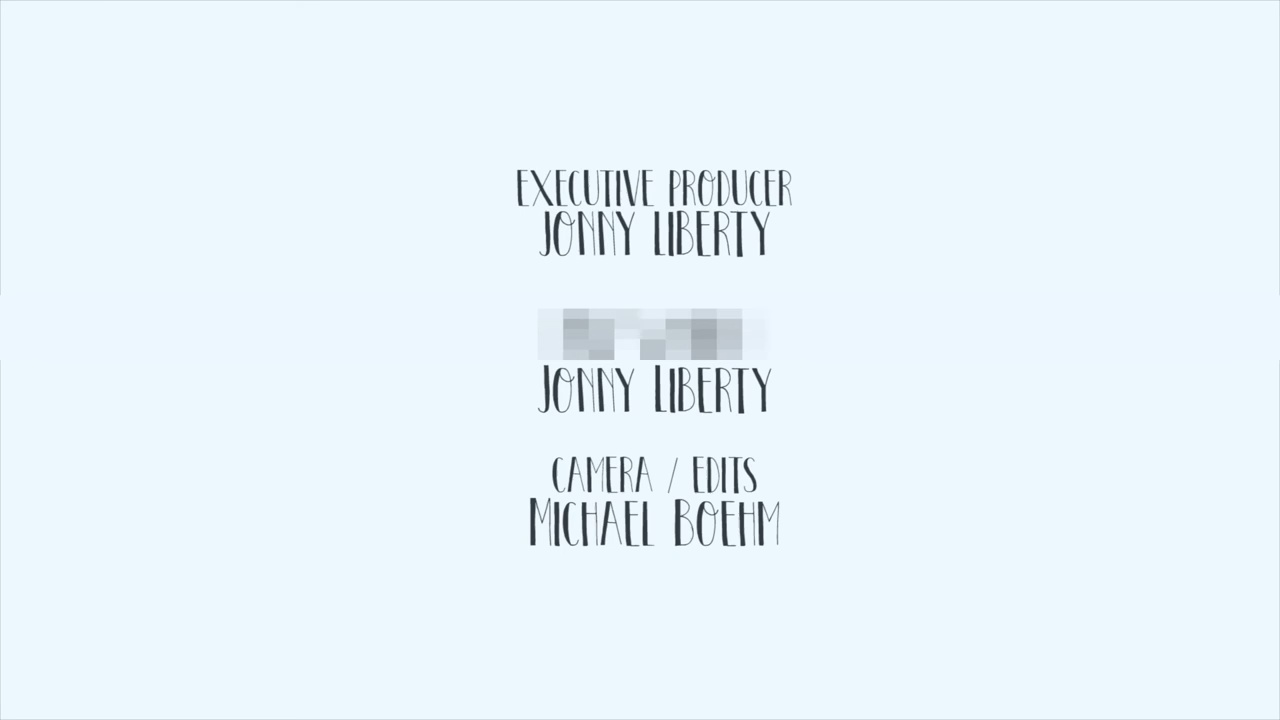 EXECUTIVE PRODUCER
JONNY LIBERTY
JONNY LIBERTY
CAMERA / EDITS
MICHAEL BOEHM